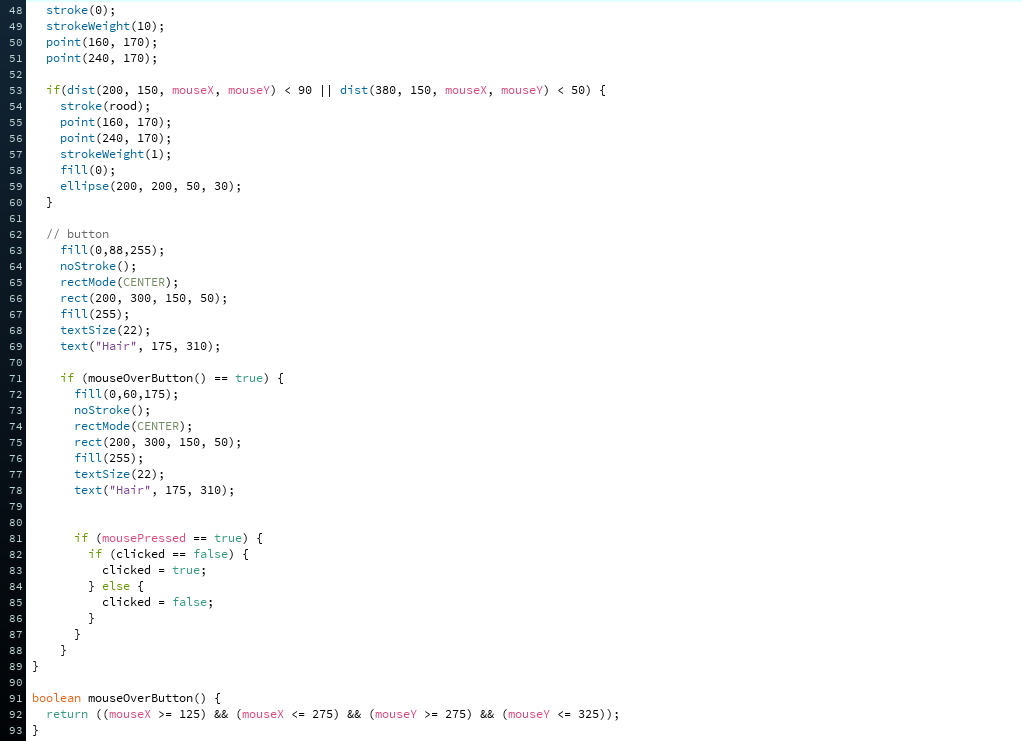 48 stroke(0);
49 strokeWeight(10);
50 point(160, 170);
51 point(240, 170);
52
53 if(dist(200, 150, mouseX, mouseY) < 90 || dist(380, 150, mouseX, mouseY) < 50) {
54 stroke(rood);
55 point(160, 170);
56 point(240, 170);
57 strokeWeight(1);
58 fill(0);
59 ellipse(200, 200, 50, 30);
60 }
61
62 // button
63 fill(0,88,255);
64 noStroke();
65 rectMode(CENTER);
66 rect(200, 300, 150, 50);
67 fill(255);
68 textSize(22);
69 text("Hair", 175, 310);
70
71 if (mouseOverButton() == true) {
72 fill(0,60,175);
73 noStroke();
74 rectMode(CENTER);
75 rect(200, 300, 150, 50);
76 fill(255);
77 textSize(22);
78 text("Hair", 175, 310);
79
80
81 if (mousePressed == true) {
82 if (clicked == false) {
83 clicked = true;
84 } else {
85 clicked = false;
86 }
87 }
88 }
89 }
90
91 boolean mouseOverButton() {
92 return ((mouseX >= 125) && (mouseX <= 275) && (mouseY >= 275) && (mouseY <= 325));
93 }